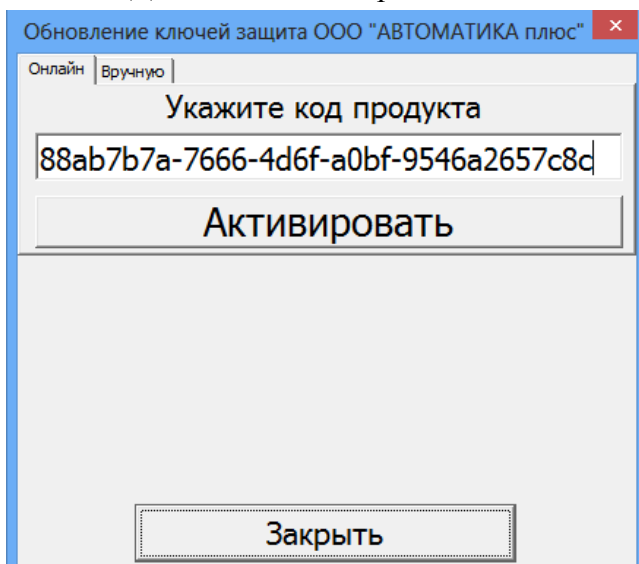 Обновление ключей защита ООО "АВТОМАТИКА плюс"
Онлайн Вручную
Укажите код продукта
88ab7b7a-7666-4d6f-a0bf-9546a2657c8c
Активировать
Закрыть